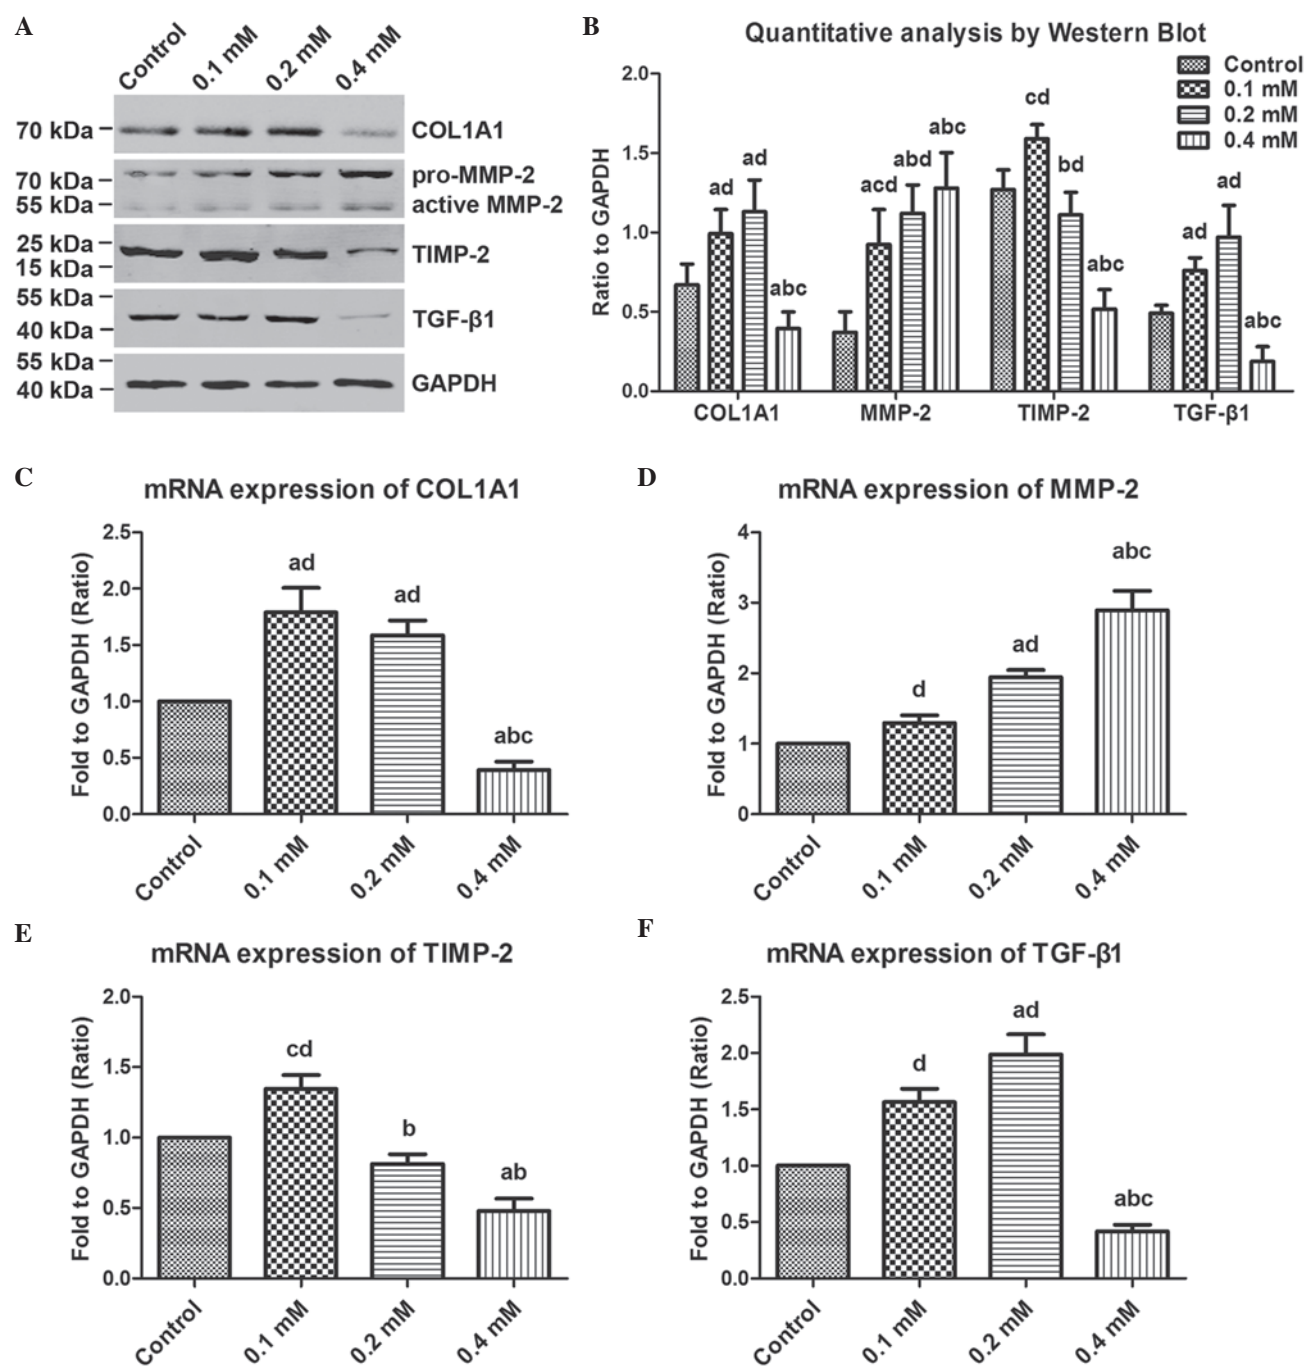 A
Control 0.1 mM 0.2 mM 0.4 mM
70 kDa COL1A1
70 kDa pro-MMP-2
55 kDa active MMP-2
25 kDa TIMP-2
15 kDa
55 kDa TGF-β1
40 kDa
55 kDa GAPDH
40 kDa
B
Quantitative analysis by Western Blot
Control
0.1 mM
0.2 mM
0.4 mM
Ratio to GAPDH
2.0
1.5
1.0
0.5
0.0
ad ad abc
acd abd abc
cd bd abc
ad ad abc
COL1A1 MMP-2 TIMP-2 TGF-β1
C
mRNA expression of COL1A1
Fold to GAPDH (Ratio)
2.5
2.0
1.5
1.0
0.5
0.0
ad ad abc
Control 0.1 mM 0.2 mM 0.4 mM
D
mRNA expression of MMP-2
Fold to GAPDH (Ratio)
4
3
2
1
0
d ad abc
Control 0.1 mM 0.2 mM 0.4 mM
E
mRNA expression of TIMP-2
Fold to GAPDH (Ratio)
2.0
1.5
1.0
0.5
0.0
cd b ab
Control 0.1 mM 0.2 mM 0.4 mM
F
mRNA expression of TGF-β1
Fold to GAPDH (Ratio)
2.5
2.0
1.5
1.0
0.5
0.0
d ad abc
Control 0.1 mM 0.2 mM 0.4 mM